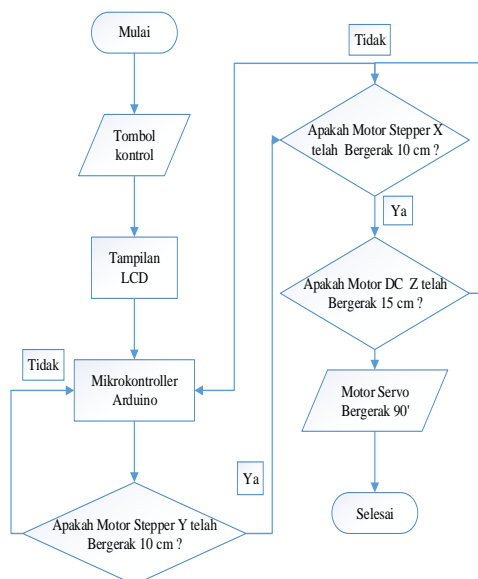 Mulai
Tombol
kontrol
Tampilan
LCD
Tidak
Mikrokontroller
Arduino
Apakah Motor Stepper Y telah
Bergerak 10 cm ?
Ya
Tidak
Apakah Motor Stepper X
telah Bergerak 10 cm ?
Ya
Apakah Motor DC Z telah
Bergerak 15 cm ?
Motor Servo
Bergerak 90'
Selesai